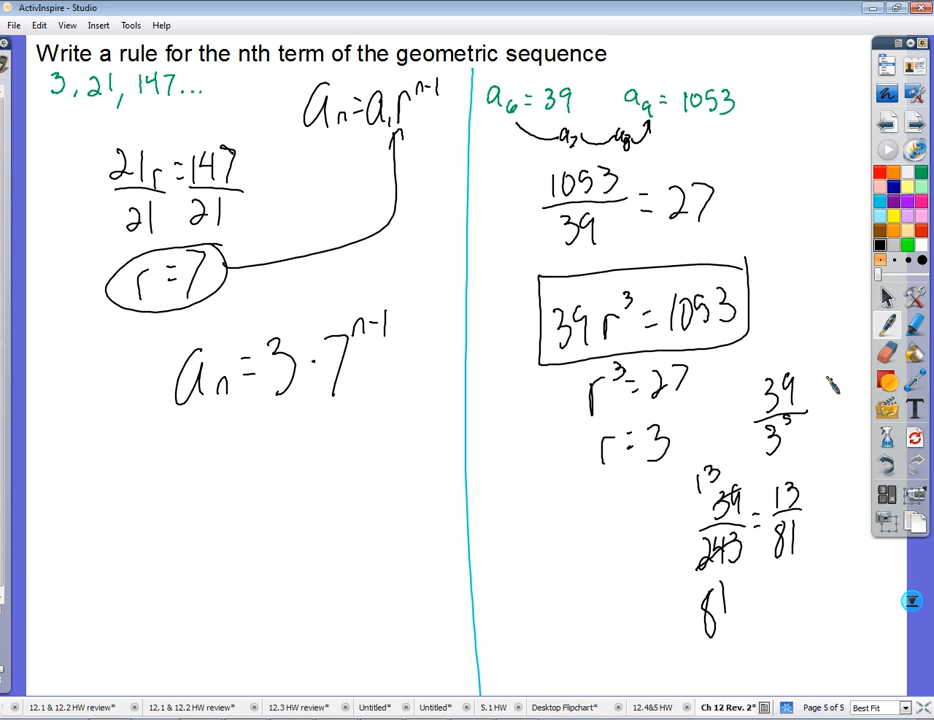 ActivInspire - Studio
File Edit View Insert Tools Help
Write a rule for the nth term of the geometric sequence
3, 21, 147...
aₙ = a₁rⁿ⁻¹
21r = 147
21 21
r = 7
aₙ = 3 · 7ⁿ⁻¹
a₆ = 39 a₉ = 1053
a₇ a₈
1053
39
= 27
39r³ = 1053
r³ = 27
r = 3
39
3⁵
13
39
243
81
= 13
81
12.1 & 12.2 HW review* 12.1 & 12.2 HW review* 12.3 HW review* Untitled* Untitled* 5.1 HW Desktop Flipchart* 12.4&5 HW Ch 12 Rev. 2* Page 5 of 5 Best Fit